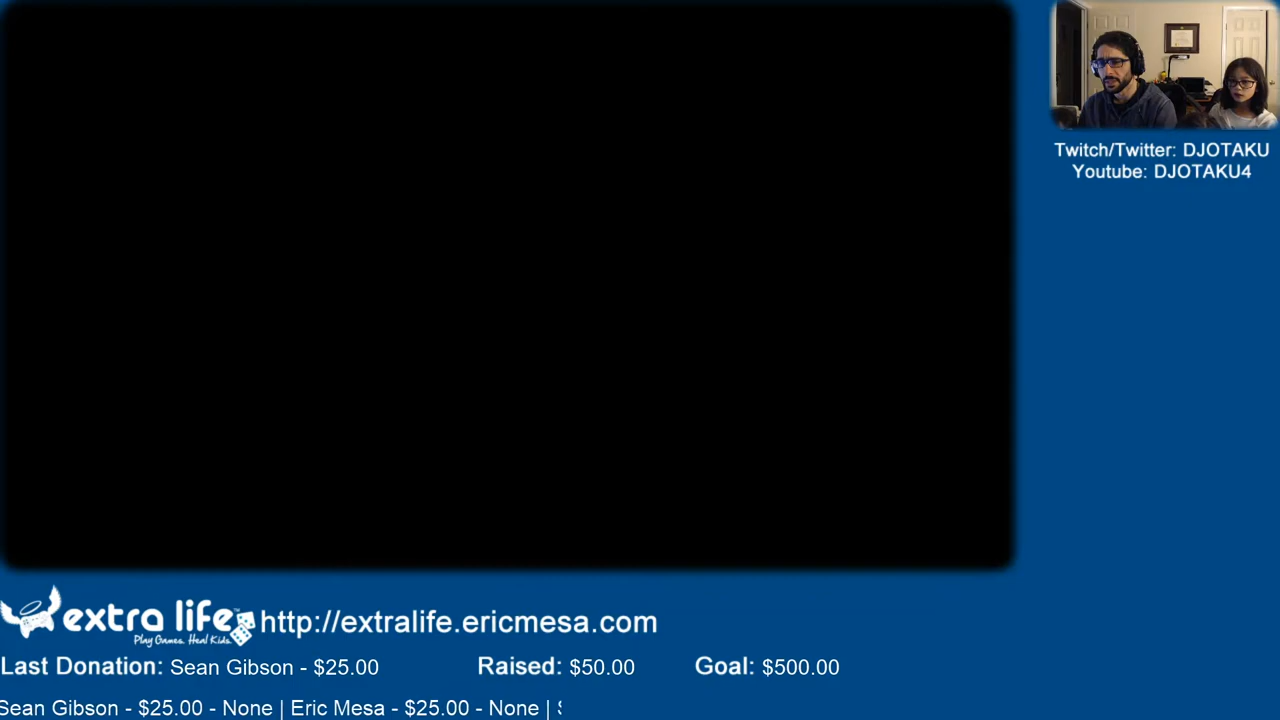 Twitch/Twitter: DJOTAKU
Youtube: DJOTAKU4
extra life
Play Games. Heal Kids.
http://extralife.ericmesa.com
Last Donation: Sean Gibson - $25.00 Raised: $50.00 Goal: $500.00
Sean Gibson - $25.00 - None | Eric Mesa - $25.00 - None |